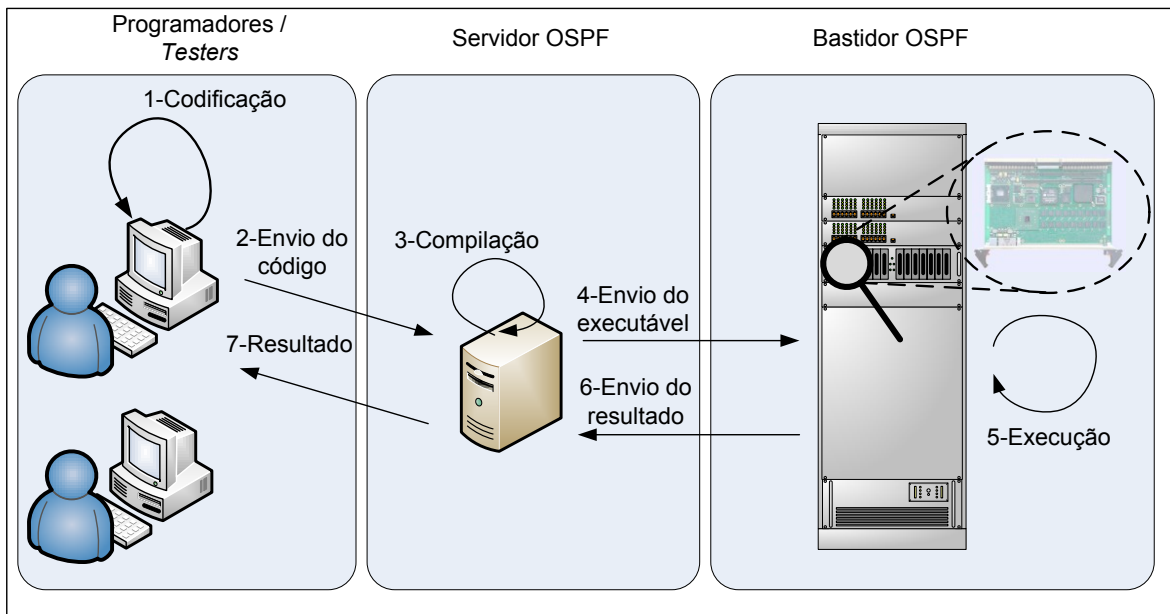 Programadores /
Testers
Servidor OSPF
Bastidor OSPF
1-Codificação
2-Envio do
código
3-Compilação
4-Envio do
executável
7-Resultado
6-Envio do
resultado
5-Execução